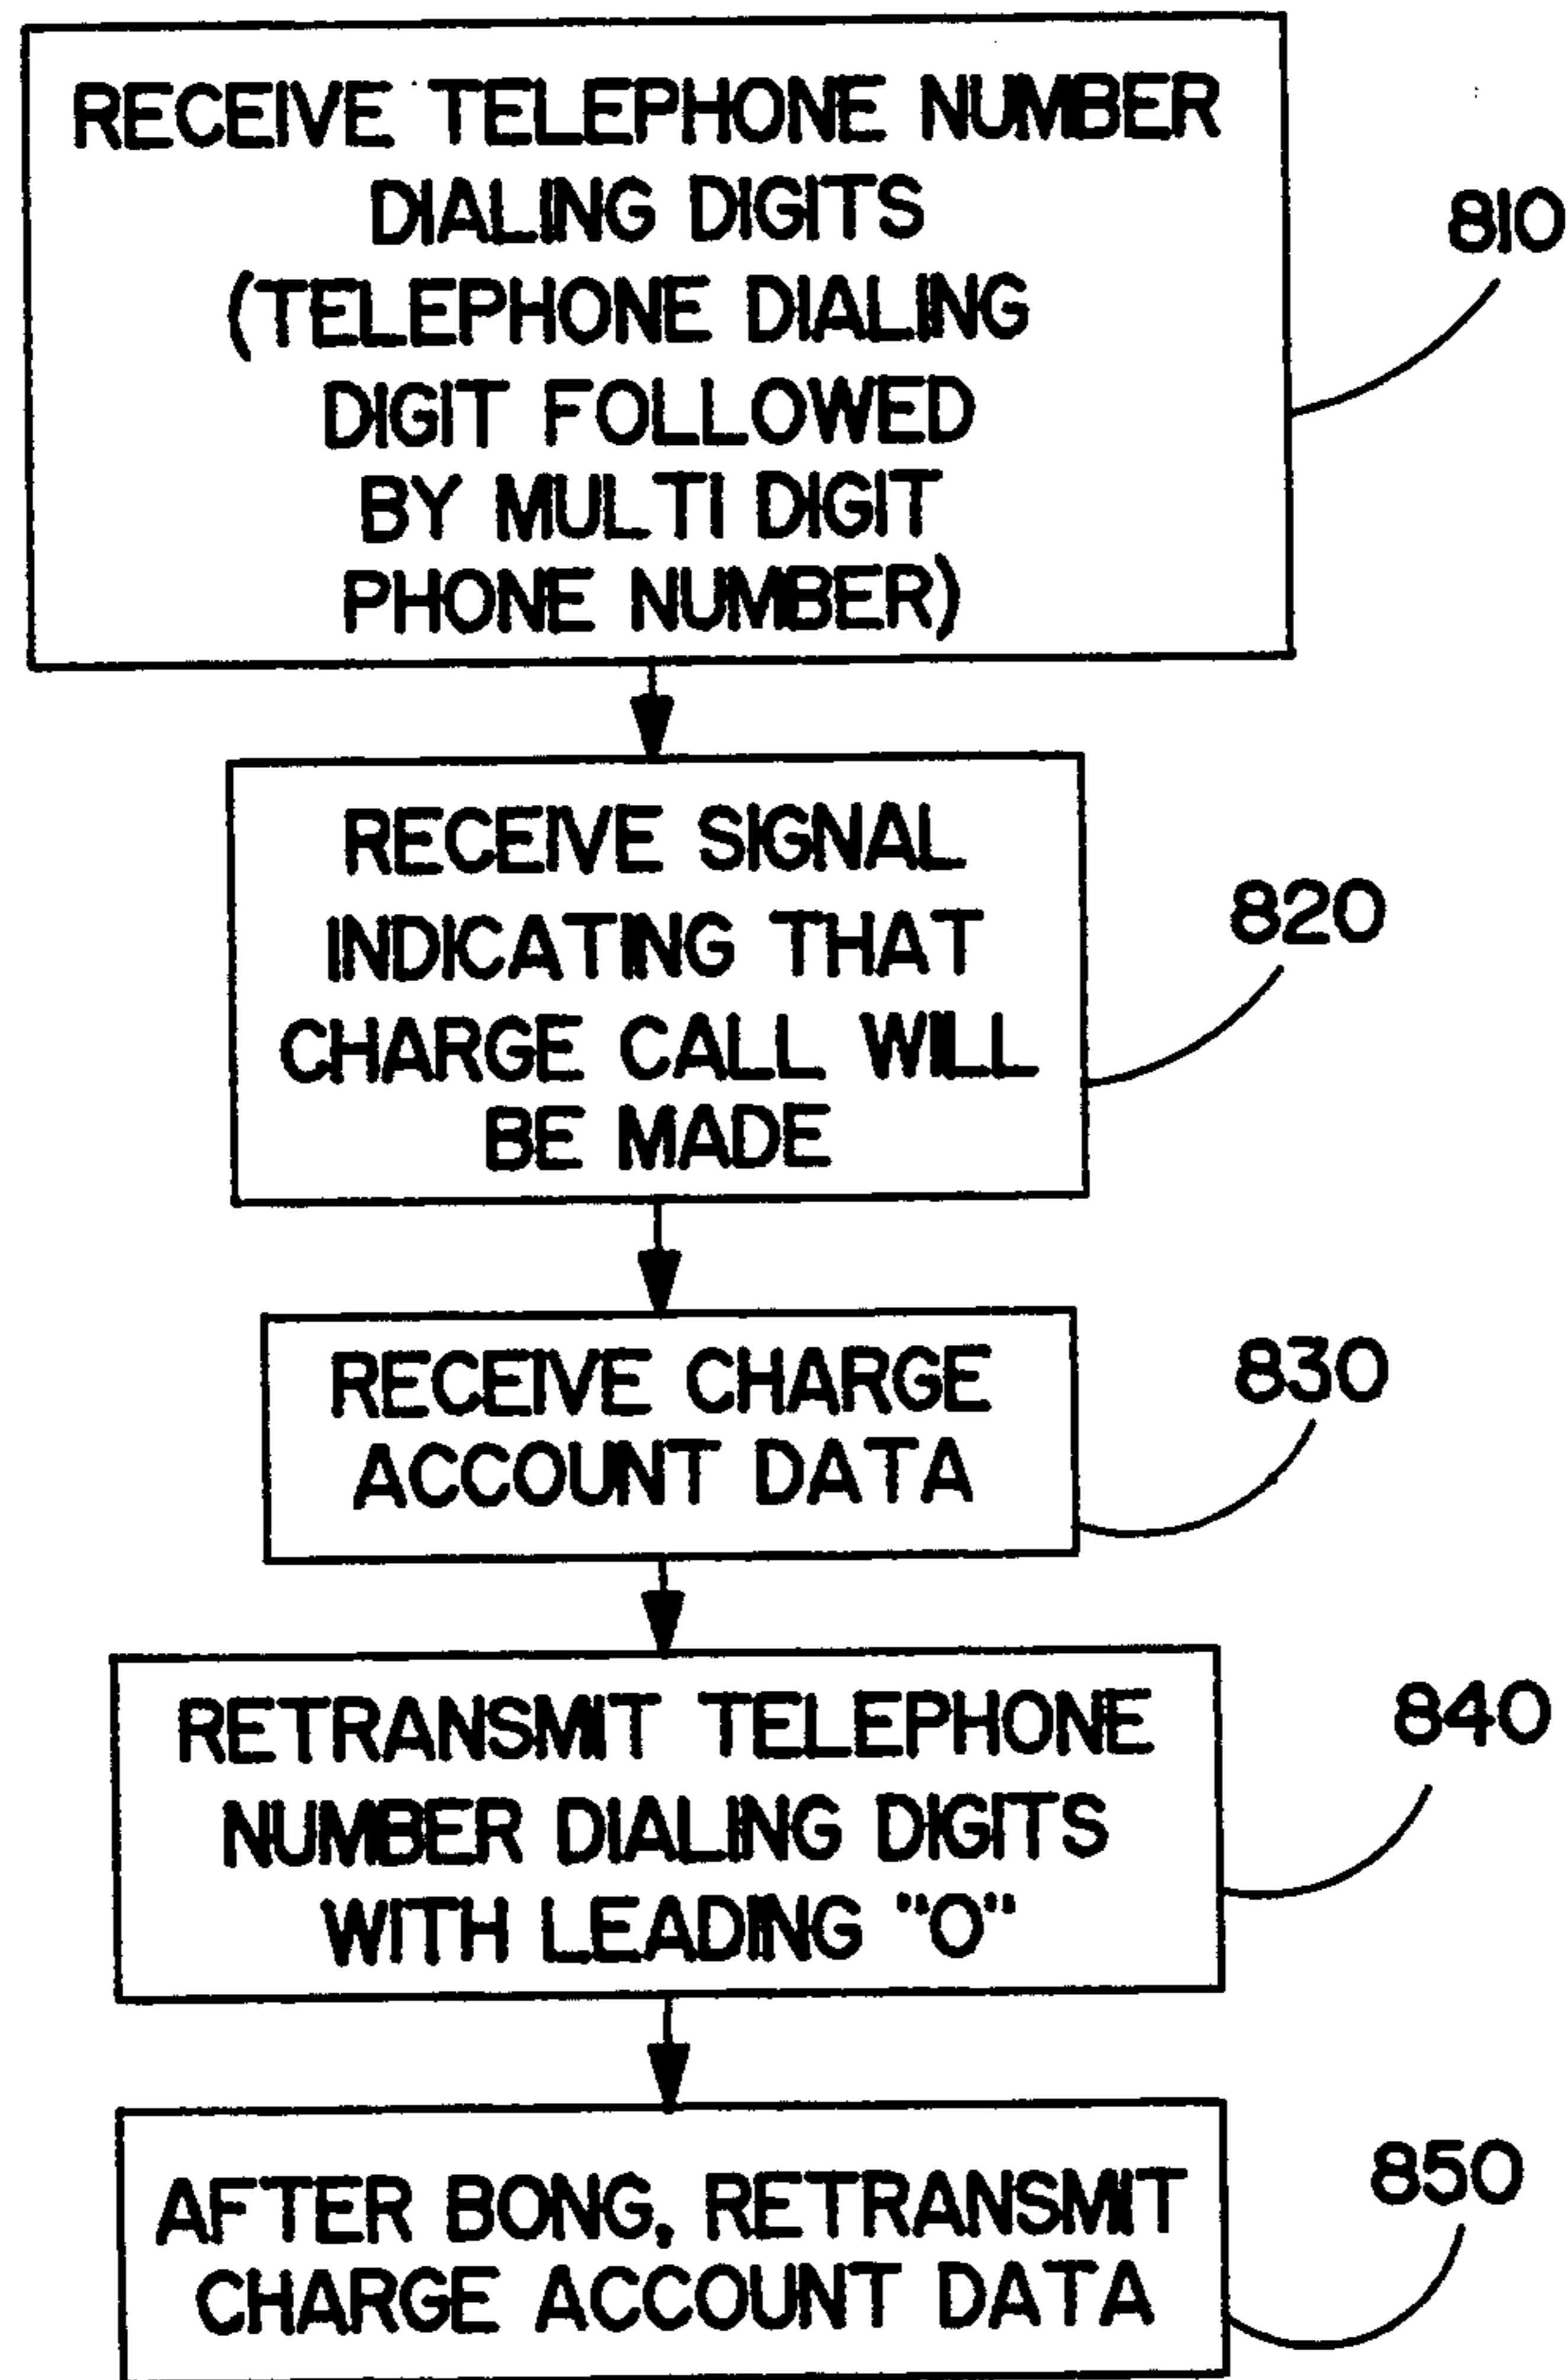 RECEIVE TELEPHONE NUMBER
DIALING DIGITS
(TELEPHONE DIALING
DIGIT FOLLOWED
BY MULTI DIGIT
PHONE NUMBER)
810
RECEIVE SIGNAL
INDICATING THAT
CHARGE CALL WILL
BE MADE
820
RECEIVE CHARGE
ACCOUNT DATA
830
RETRANSMIT TELEPHONE
NUMBER DIALING DIGITS
WITH LEADING "0"
840
AFTER BONG, RETRANSMIT
CHARGE ACCOUNT DATA
850